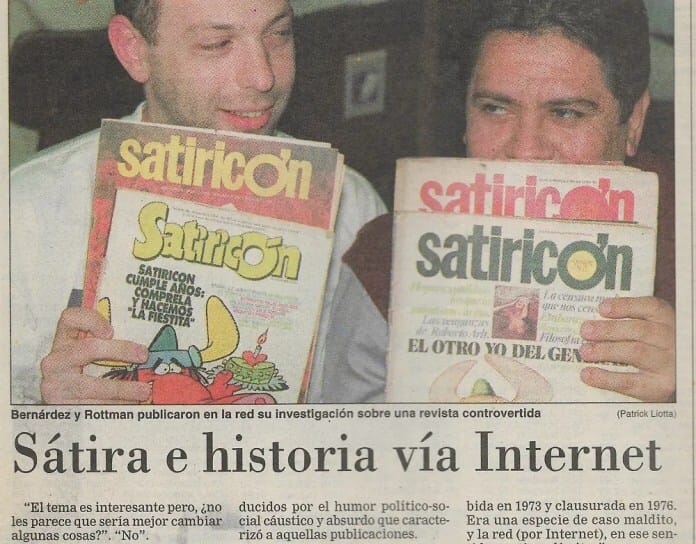 satiricón
Satiricón
SATIRICON
CUMPLE AÑOS:
COMPRELA
Y HACEMOS
"LA FIESTITA"
satiricón
satiricón
La censura
que nos
Las venganzas
de Roberto Arlt.
Filosofía
EL OTRO YO DEL
Bernárdez y Rottman publicaron en la red su investigación sobre una revista controvertida
(Patrick Liotta)
Sátira e historia vía Internet
"El tema es interesante pero, ¿no
les parece que sería mejor cambiar
algunas cosas?". "No".
ducidos por el humor político-so-
cial cáustico y absurdo que caracte-
rizó a aquellas publicaciones.
bida en 1973 y clausurada en 1976.
Era una especie de caso maldito,
y la red (por Internet), en ese sen-